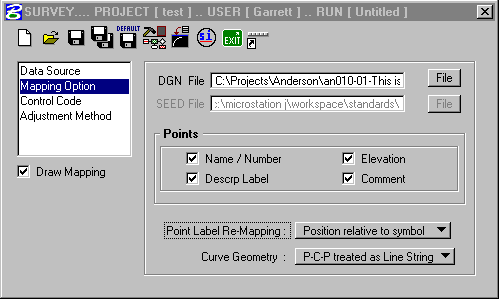 SURVEY.... PROJECT [ test ] .. USER [ Garrett ] .. RUN [ Untitled ]
DEFAULT
EXIT
Data Source
Mapping Option
Control Code
Adjustment Method
Draw Mapping
DGN File C:\Projects\Anderson\an010-01-This is File
SEED File ::\microstation j\workspace\standards\ File
Points
Name / Number Elevation
Descrp Label Comment
Point Label Re-Mapping : Position relative to symbol
Curve Geometry : P-C-P treated as Line String